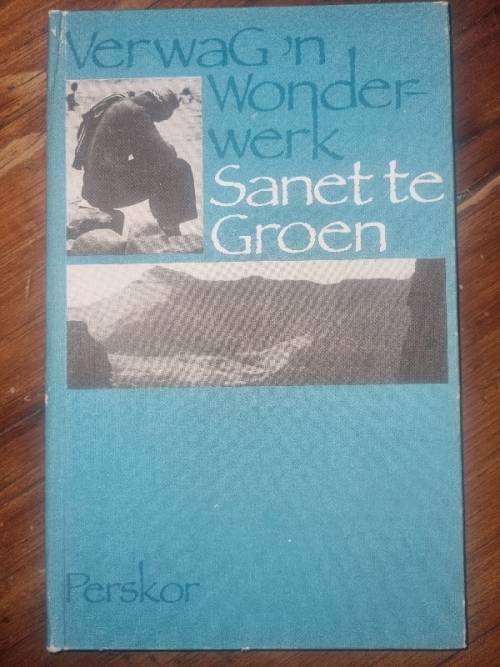 VerwaG 'n
Wonder-
werk
Sanet te
Groen
Perskor